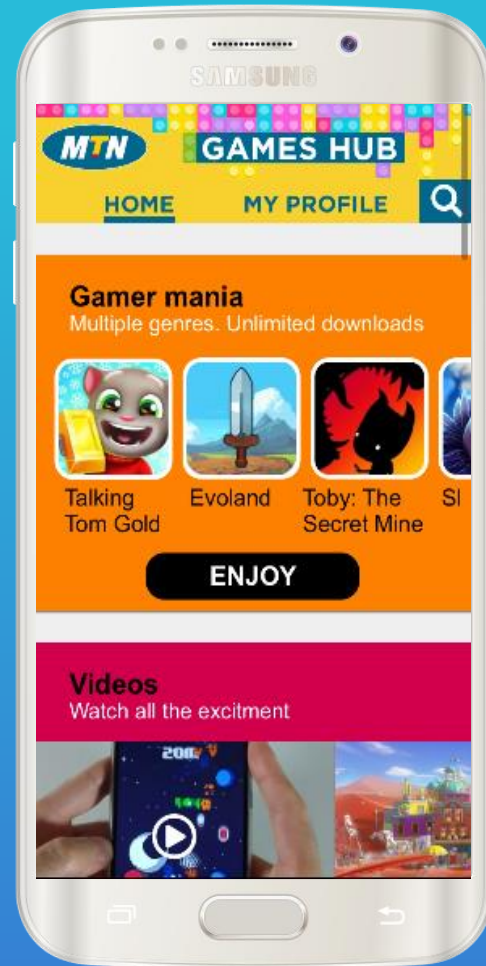 SAMSUNG
MTN
GAMES HUB
HOME MY PROFILE
Gamer mania
Multiple genres. Unlimited downloads
Talking Tom Gold
Evoland
Toby: The Secret Mine
Sl
ENJOY
Videos
Watch all the excitment